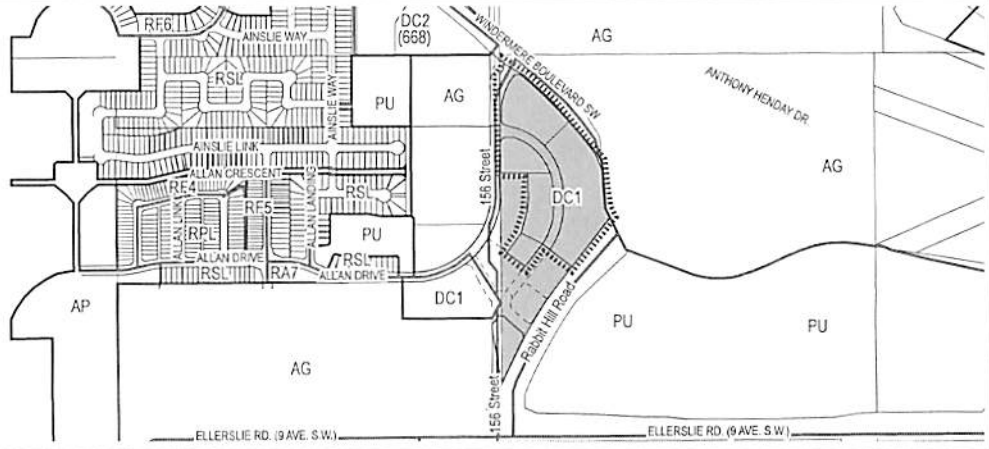 RF6
AINSLIE WAY
DC2
(668)
WINDERMERE BOULEVARD SW
AG
RSL
AINSLIE WAY
PU
AG
ANTHONY HENDAY DR.
AINSLIE LINK
ALLAN CRESCENT
156 Street
AG
RF4
RSL
DC1
ALLAN LINK
RF5
ALLAN LANDING
RPL
PU
ALLAN DRIVE
RSL
RSL
RA7
ALLAN DRIVE
AP
DC1
Rabbit Hill Road
PU
PU
AG
156 Street
ELLERSLIE RD. (9 AVE. S.W.)
ELLERSLIE RD. (9 AVE. S.W.)